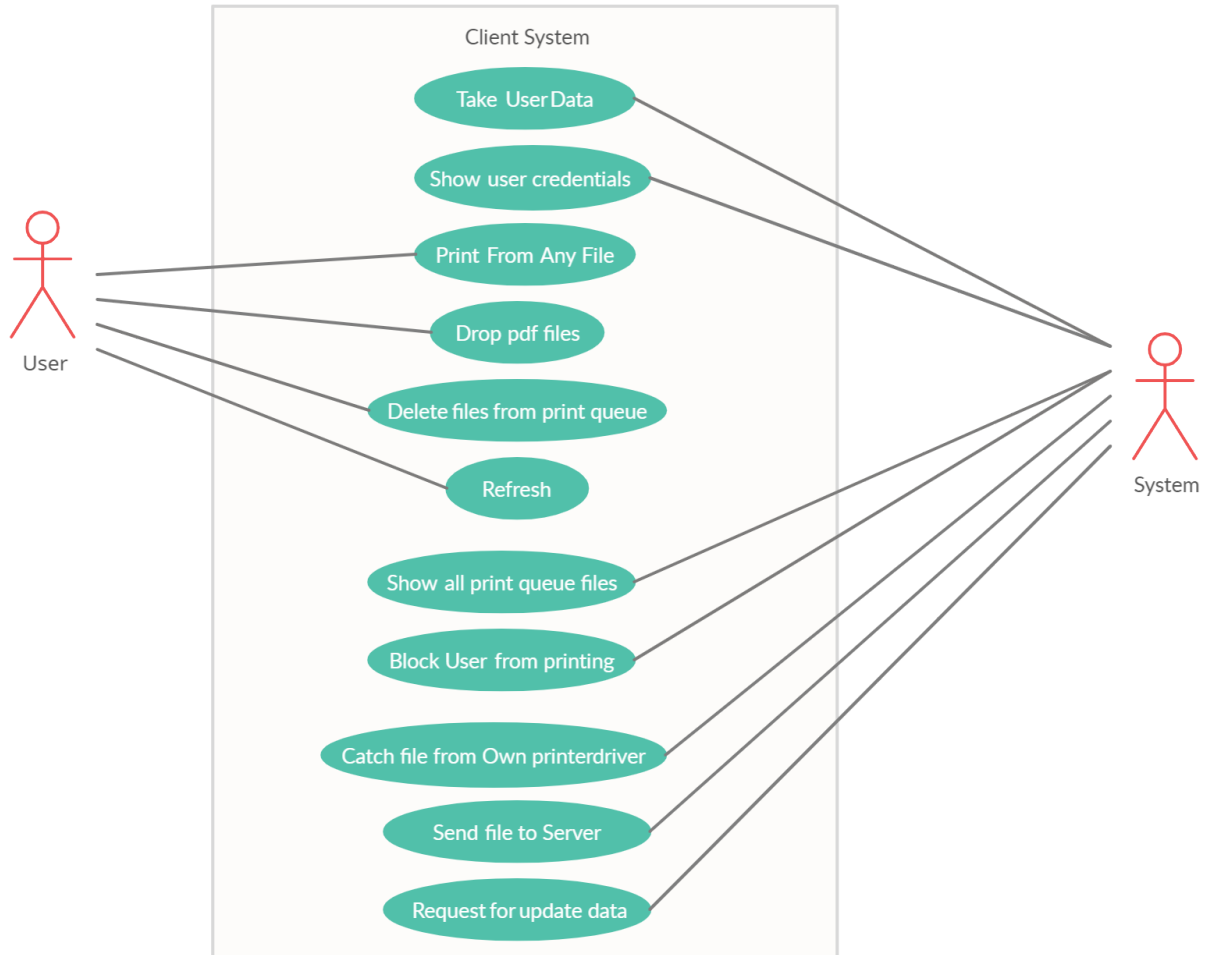 Client System
Take UserData
Show user credentials
Print From Any File
User
Drop pdf files
Delete files from print queue
Refresh
System
Show all print queue files
Block User from printing
Catch file from Own printerdriver
Send file to Server
Request for update data